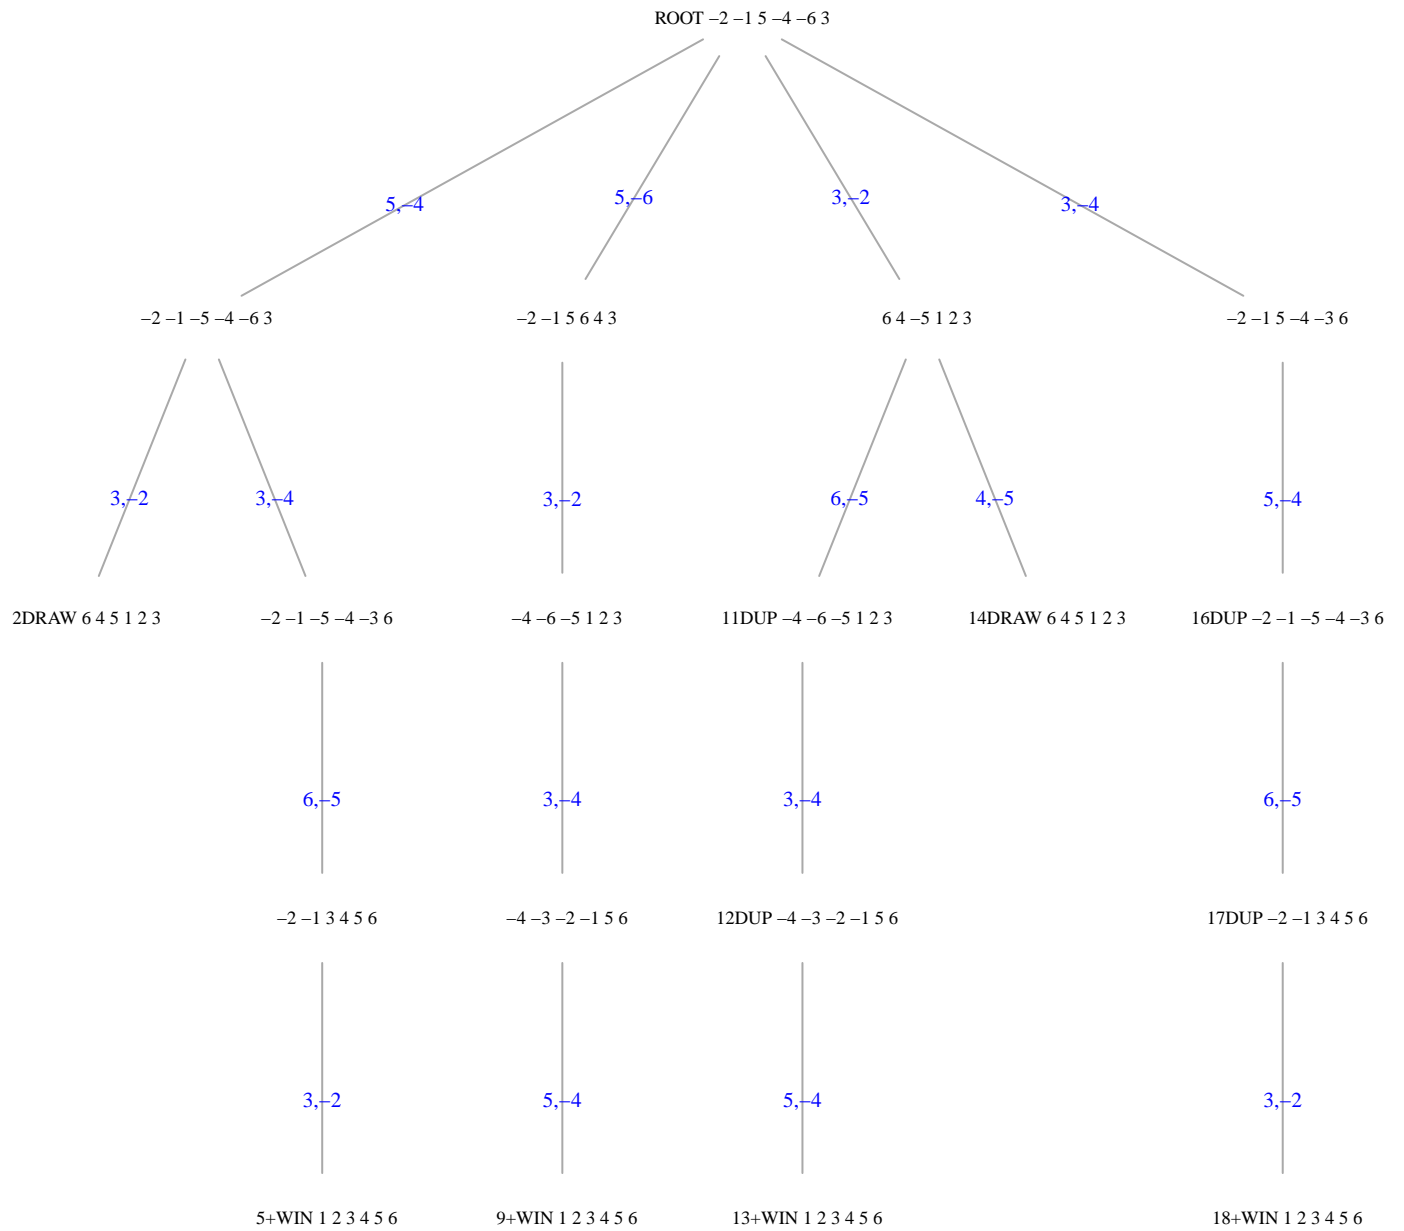 ROOT –2 –1 5 –4 –6 3
5,–4 5,–6 3,–2 3,–4
–2 –1 –5 –4 –6 3 –2 –1 5 6 4 3 6 4 –5 1 2 3 –2 –1 5 –4 –3 6
3,–2 3,–4 3,–2 6,–5 4,–5 5,–4
2DRAW 6 4 5 1 2 3 –2 –1 –5 –4 –3 6 –4 –6 –5 1 2 3 11DUP –4 –6 –5 1 2 3 14DRAW 6 4 5 1 2 3 16DUP –2 –1 –5 –4 –3 6
6,–5 3,–4 3,–4 6,–5
–2 –1 3 4 5 6 –4 –3 –2 –1 5 6 12DUP –4 –3 –2 –1 5 6 17DUP –2 –1 3 4 5 6
3,–2 5,–4 5,–4 3,–2
5+WIN 1 2 3 4 5 6 9+WIN 1 2 3 4 5 6 13+WIN 1 2 3 4 5 6 18+WIN 1 2 3 4 5 6